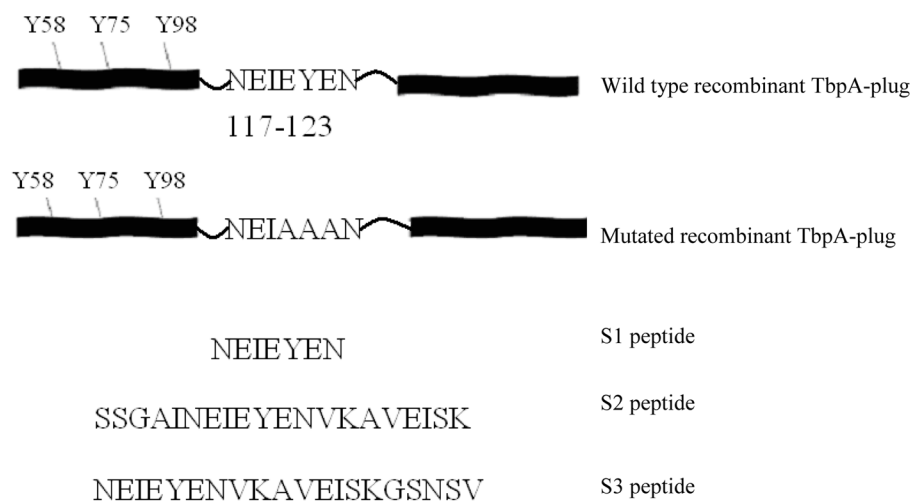 Y58 Y75 Y98
NEIEYEN Wild type recombinant TbpA-plug
117-123
Y58 Y75 Y98
NEIAAAN Mutated recombinant TbpA-plug
NEIEYEN S1 peptide
SSGAINEIEYENVKAVEISK S2 peptide
NEIEYENVKAVEISKGSNSV S3 peptide